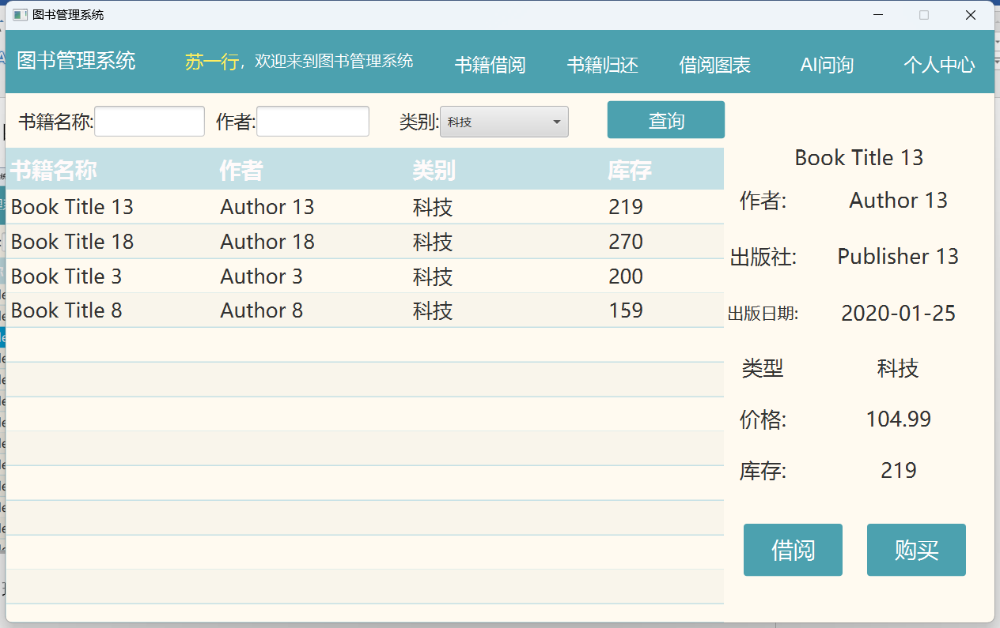 图书管理系统
图书管理系统 苏一行，欢迎来到图书管理系统 书籍借阅 书籍归还 借阅图表 AI问询 个人中心
书籍名称: 作者: 类别: 科技 查询
书籍名称 作者 类别 库存
Book Title 13 Author 13 科技 219
Book Title 18 Author 18 科技 270
Book Title 3 Author 3 科技 200
Book Title 8 Author 8 科技 159
Book Title 13
作者: Author 13
出版社: Publisher 13
出版日期: 2020-01-25
类型 科技
价格: 104.99
库存: 219
借阅 购买